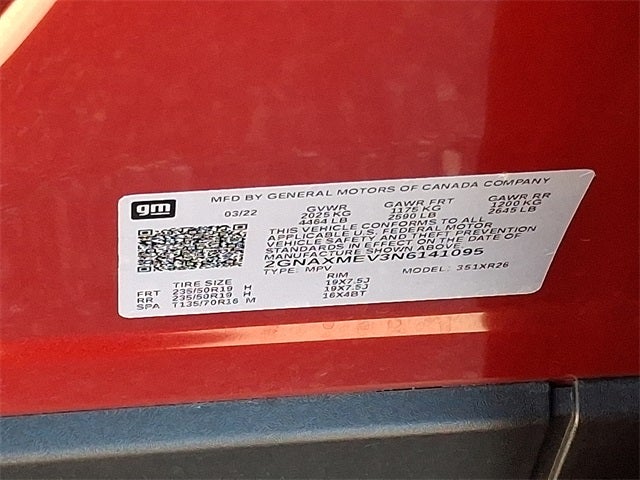 gm
MFD BY GENERAL MOTORS OF CANADA COMPANY
03/22 GVWR GAWR FRT GAWR RR
2025 KG 1175 KG 1200 KG
4464 LB 2590 LB 2645 LB
THIS VEHICLE CONFORMS TO ALL
APPLICABLE U.S. FEDERAL MOTOR
VEHICLE SAFETY AND THEFT PREVENTION
STANDARDS IN EFFECT ON THE DATE OF
MANUFACTURE SHOWN ABOVE.
2GNAXMEV3N6141095
TYPE: MPV MODEL: 351XR26
TIRE SIZE RIM
FRT 235/50R19 H 19X7.5J
RR 235/50R19 H 19X7.5J
SPA T135/70R16 M 16X4BT